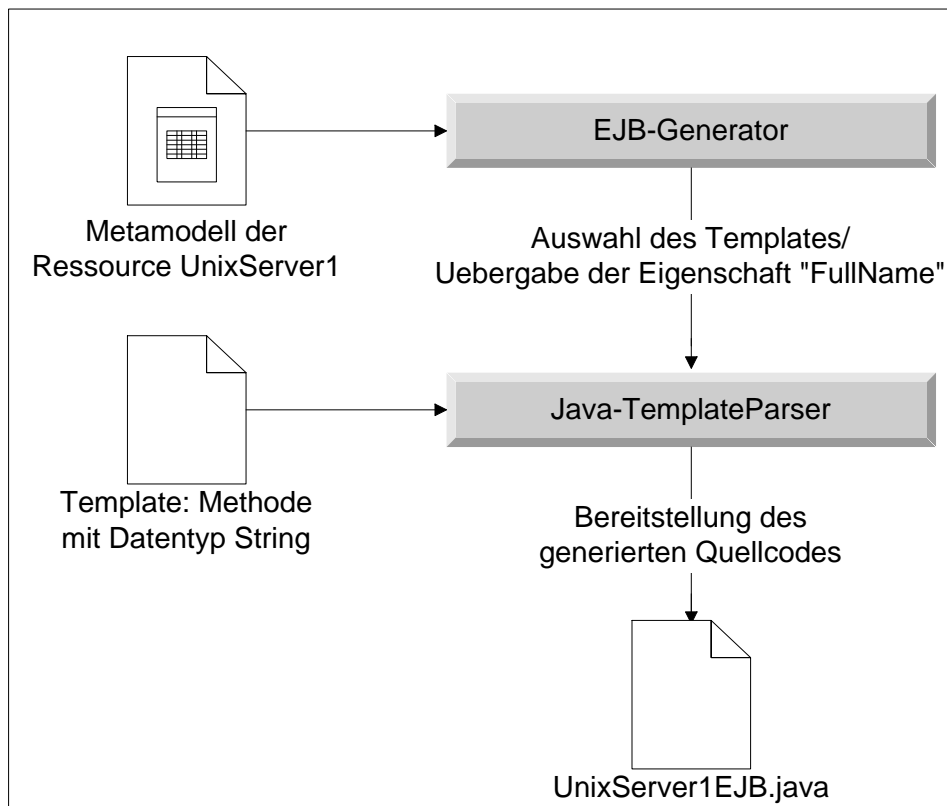 EJB-Generator
Metamodell der
Ressource UnixServer1
Auswahl des Templates/
Uebergabe der Eigenschaft "FullName"
Java-TemplateParser
Template: Methode
mit Datentyp String
Bereitstellung des
generierten Quellcodes
UnixServer1EJB.java